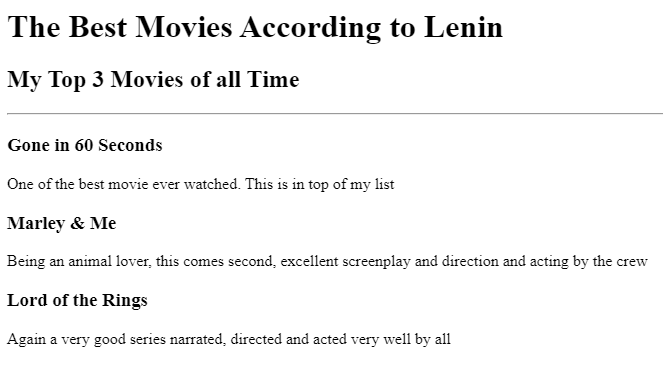 The Best Movies According to Lenin
My Top 3 Movies of all Time
Gone in 60 Seconds
One of the best movie ever watched. This is in top of my list
Marley & Me
Being an animal lover, this comes second, excellent screenplay and direction and acting by the crew
Lord of the Rings
Again a very good series narrated, directed and acted very well by all